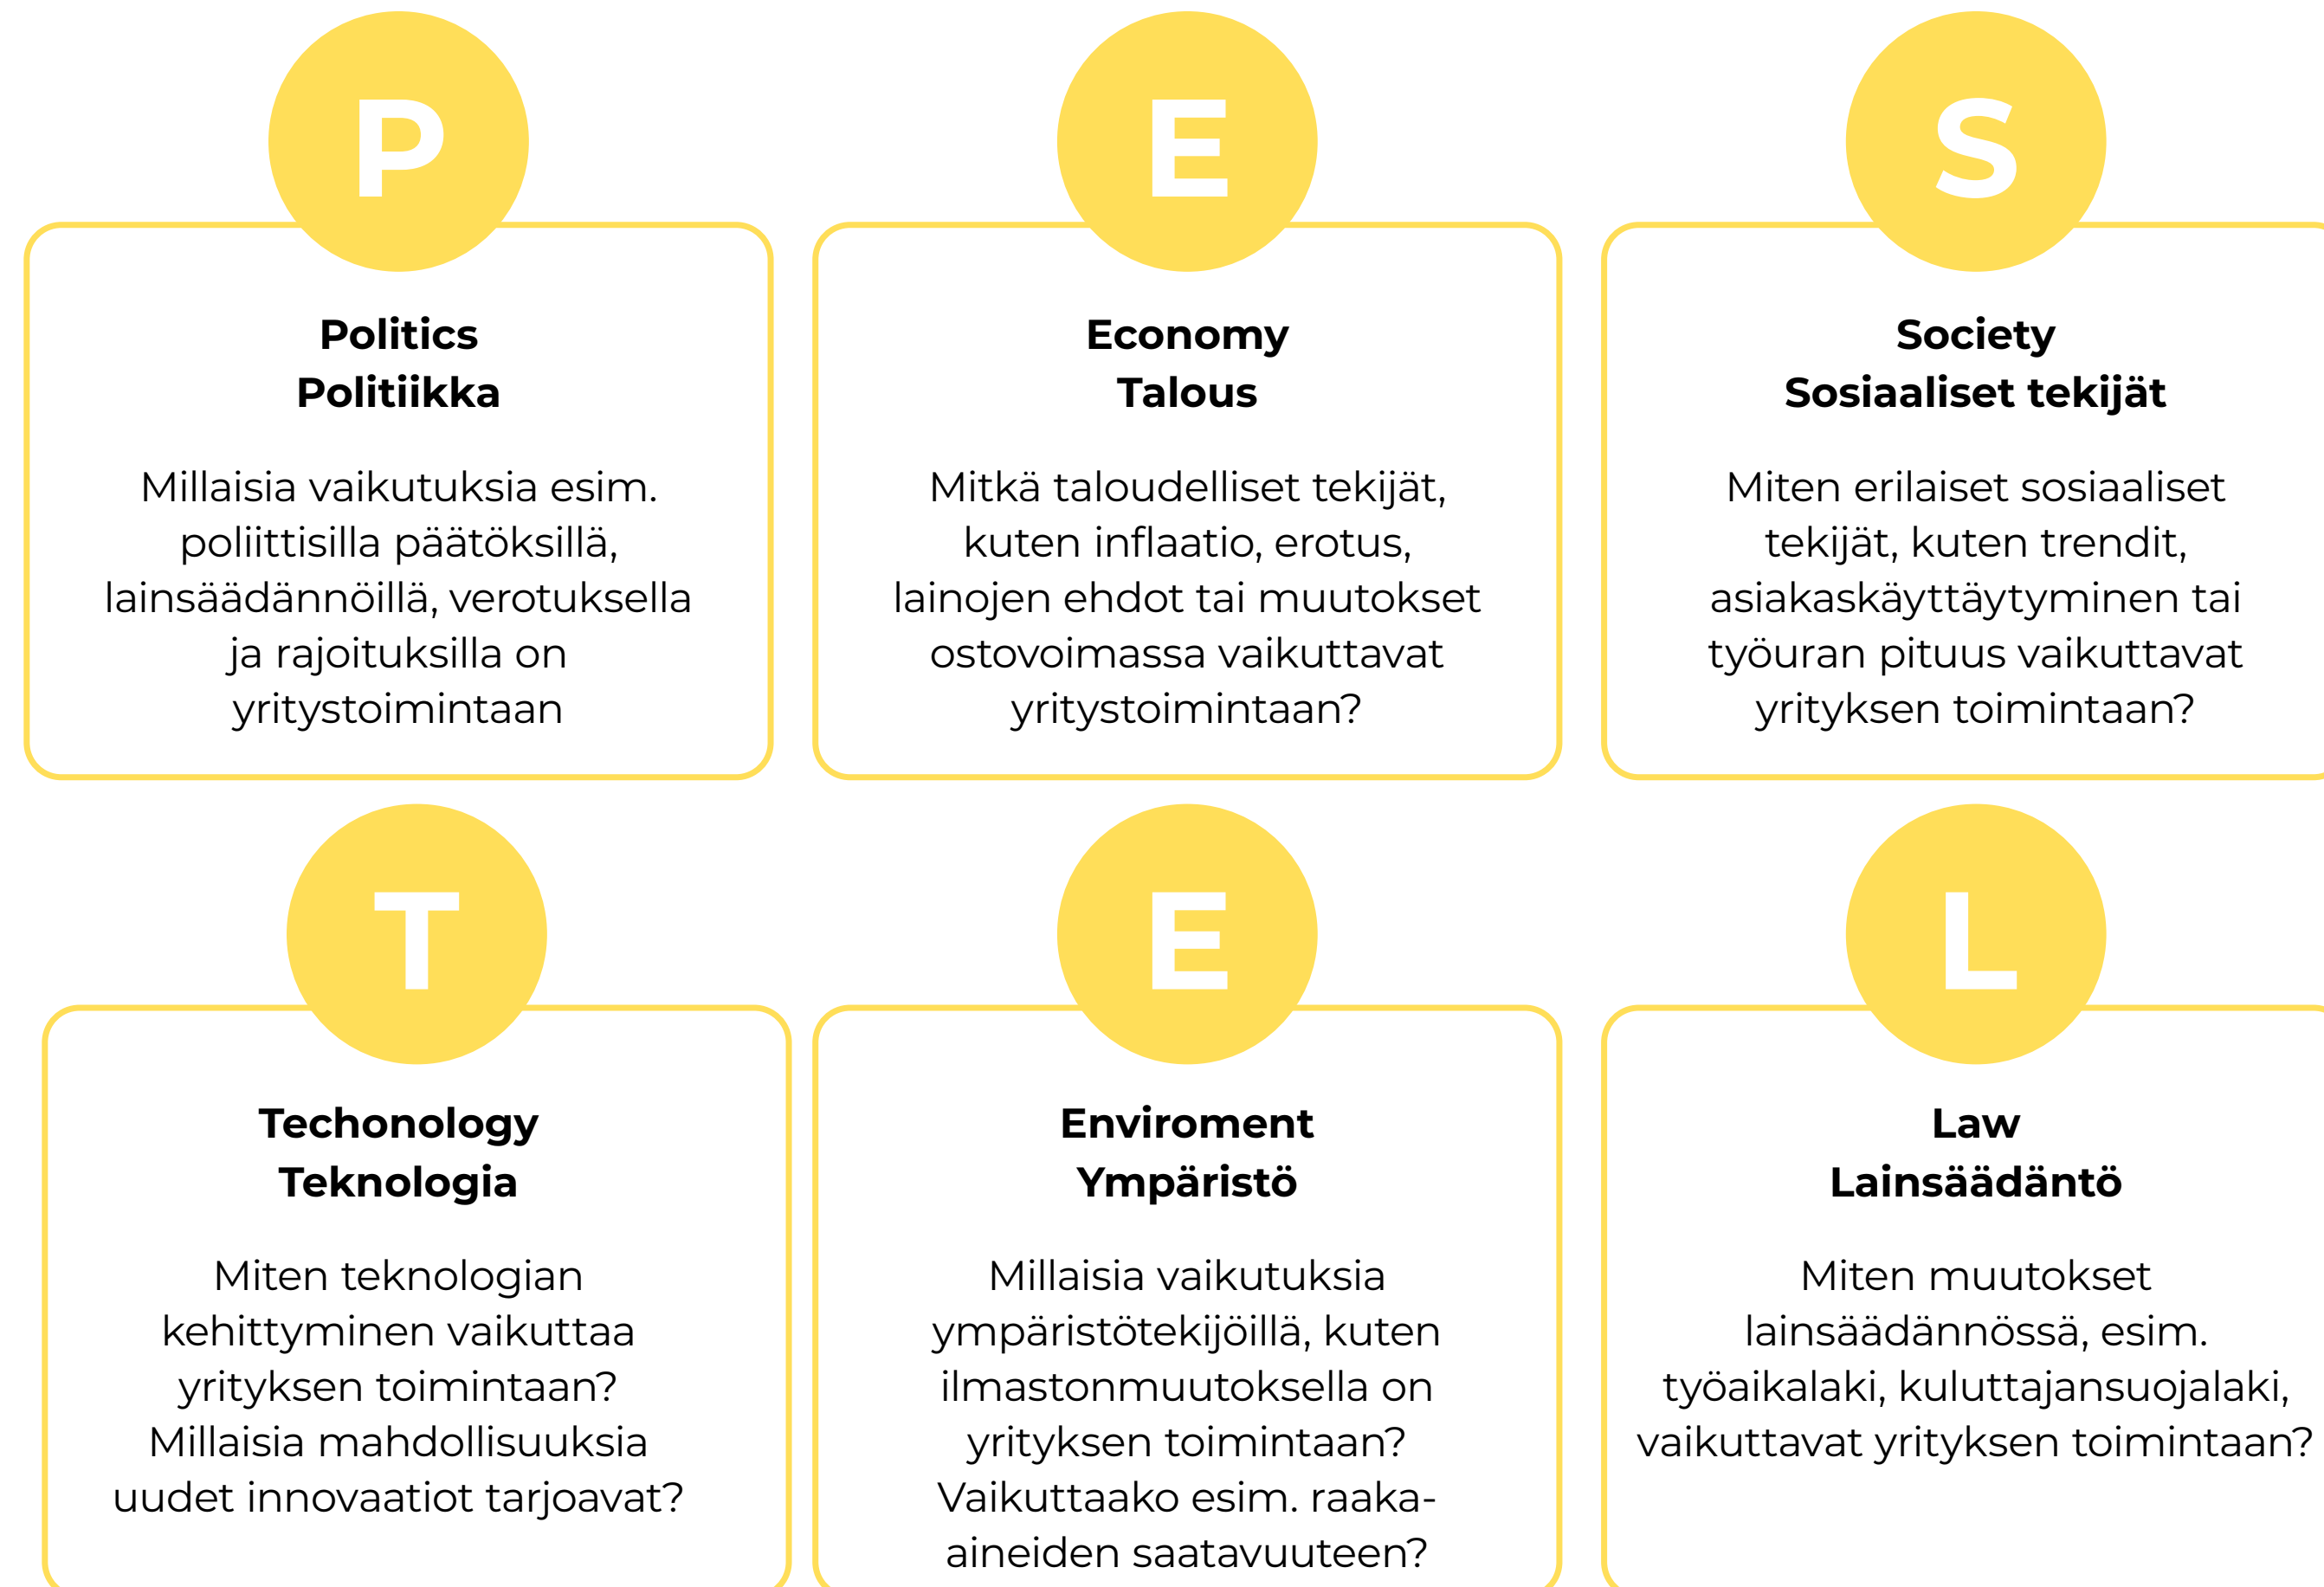 P
Politics
Politiikka
Millaisia vaikutuksia esim.
poliittisilla päätöksillä,
lainsäädännöillä, verotuksella
ja rajoituksilla on
yritystoimintaan
E
Economy
Talous
Mitkä taloudelliset tekijät,
kuten inflaatio, erotus,
lainojen ehdot tai muutokset
ostovoimassa vaikuttavat
yritystoimintaan?
S
Society
Sosiaaliset tekijät
Miten erilaiset sosiaaliset
tekijät, kuten trendit,
asiakaskäyttäytyminen tai
työuran pituus vaikuttavat
yrityksen toimintaan?
T
Techonology
Teknologia
Miten teknologian
kehittyminen vaikuttaa
yrityksen toimintaan?
Millaisia mahdollisuuksia
uudet innovaatiot tarjoavat?
E
Enviroment
Ympäristö
Millaisia vaikutuksia
ympäristötekijöillä, kuten
ilmastonmuutoksella on
yrityksen toimintaan?
Vaikuttaako esim. raaka-
aineiden saatavuuteen?
L
Law
Lainsäädäntö
Miten muutokset
lainsäädännössä, esim.
työaikalaki, kuluttajansuojalaki,
vaikuttavat yrityksen toimintaan?